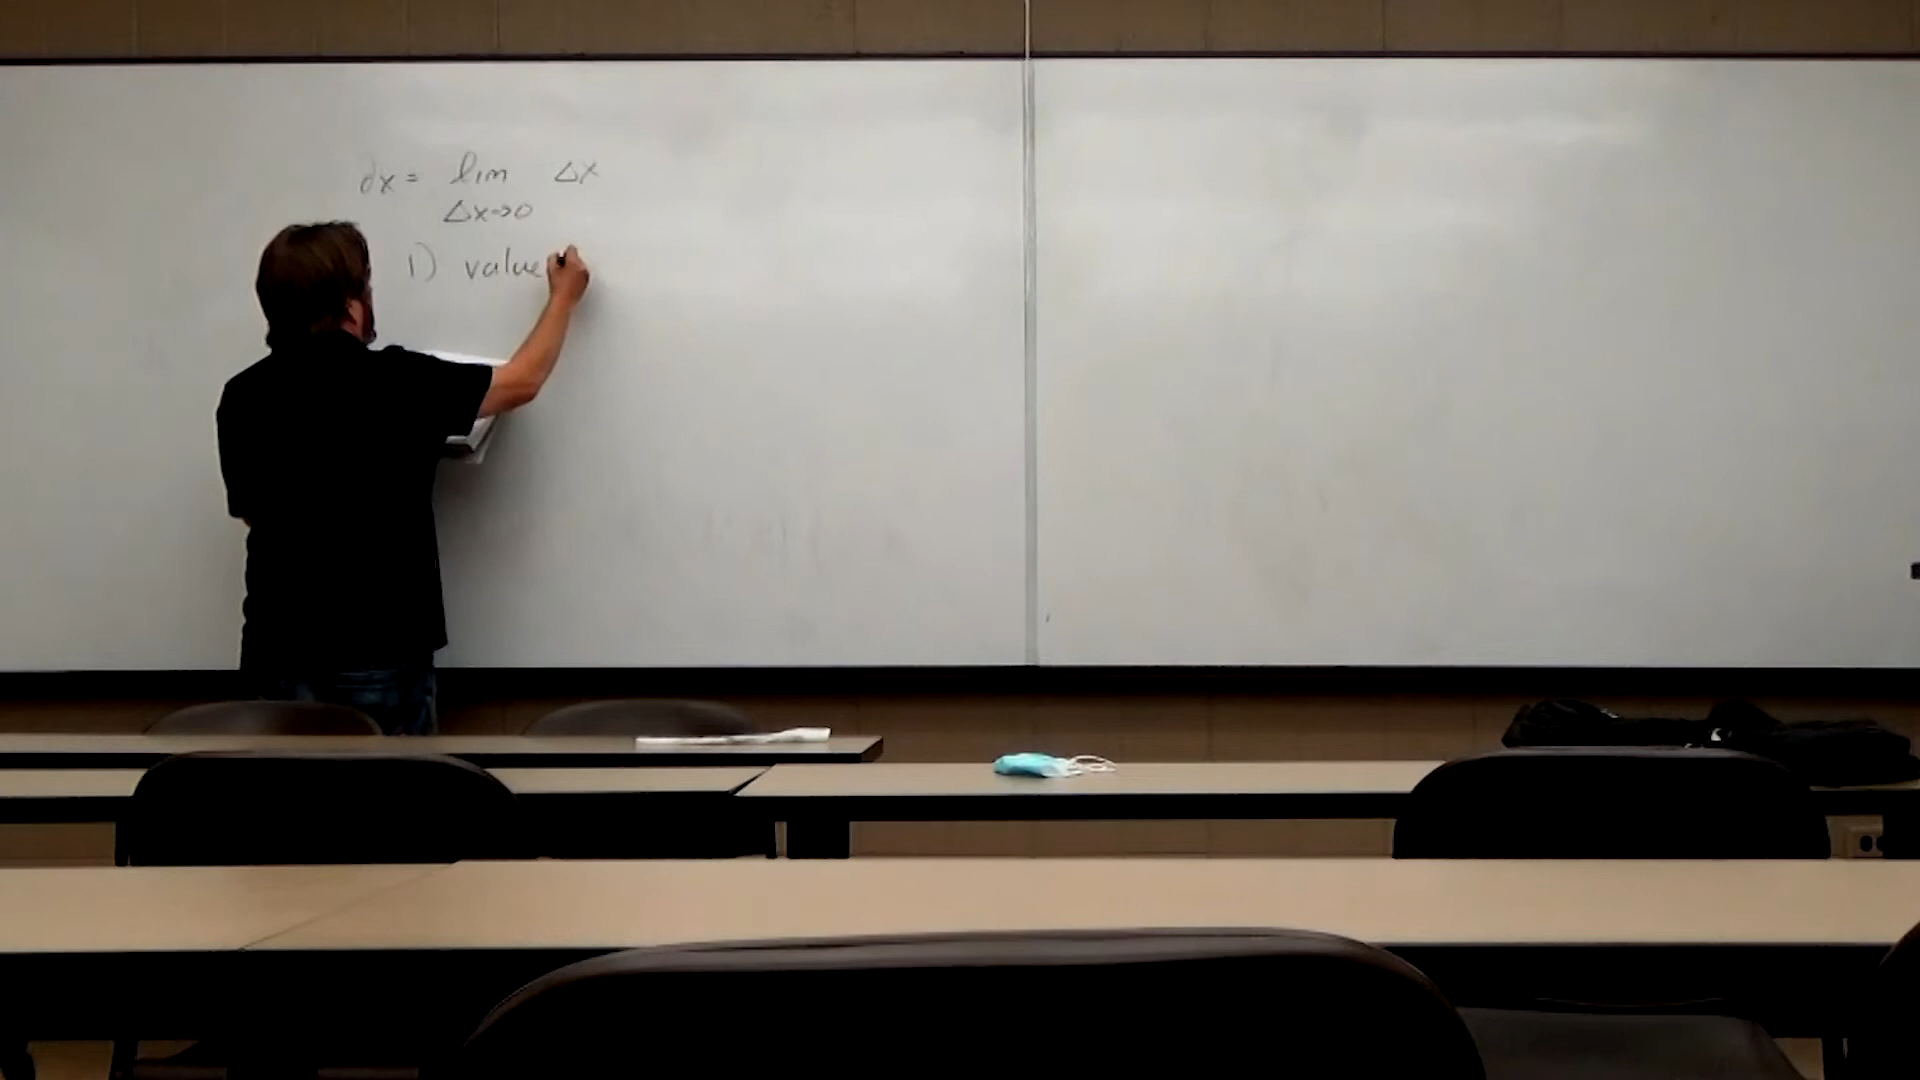 dx = lim Δx
Δx→0
1) value